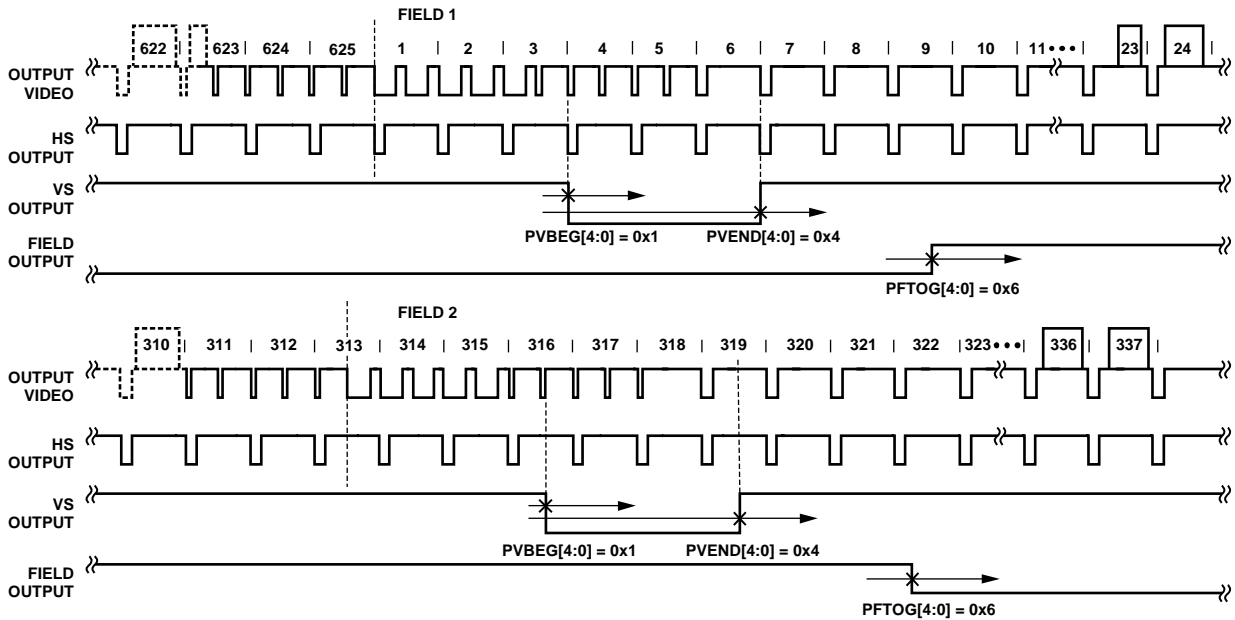 FIELD 1
622 | 623 | 624 | 625 | 1 | 2 | 3 | 4 | 5 | 6 | 7 | 8 | 9 | 10 | 11 ••• 23 | 24 |
OUTPUT
VIDEO
HS
OUTPUT
VS
OUTPUT
PVBEG[4:0] = 0x1 PVEND[4:0] = 0x4
FIELD
OUTPUT
PFTOG[4:0] = 0x6
FIELD 2
310 | 311 | 312 | 313 | 314 | 315 | 316 | 317 | 318 | 319 | 320 | 321 | 322 | 323 ••• | 336 | 337 |
OUTPUT
VIDEO
HS
OUTPUT
VS
OUTPUT
PVBEG[4:0] = 0x1 PVEND[4:0] = 0x4
FIELD
OUTPUT
PFTOG[4:0] = 0x6